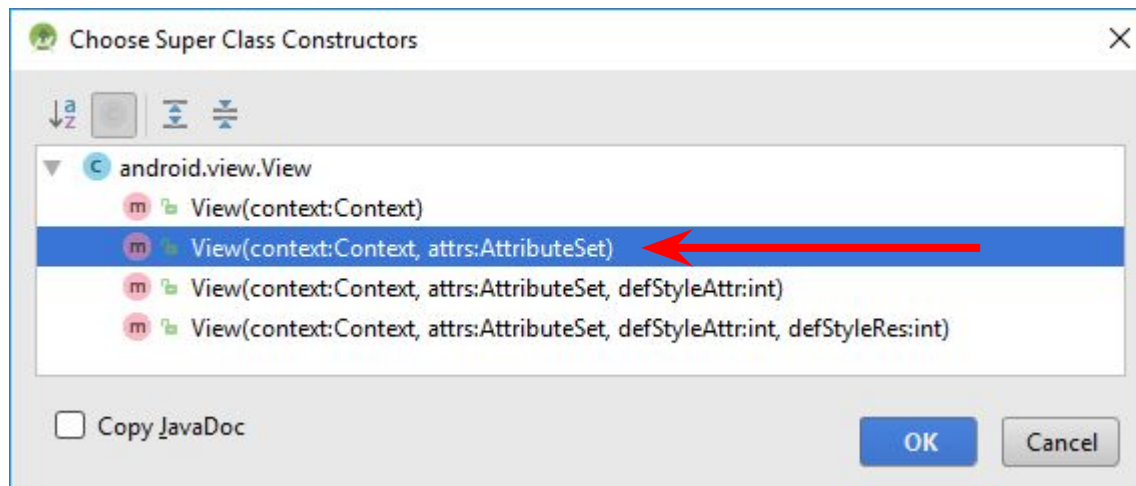 Choose Super Class Constructors
a
z
C android.view.View
m View(context:Context)
m View(context:Context, attrs:AttributeSet)
m View(context:Context, attrs:AttributeSet, defStyleAttr:int)
m View(context:Context, attrs:AttributeSet, defStyleAttr:int, defStyleRes:int)
Copy JavaDoc
OK Cancel